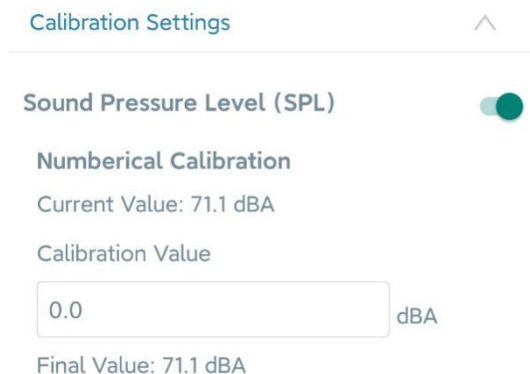 Calibration Settings
Sound Pressure Level (SPL)
Numberical Calibration
Current Value: 71.1 dBA
Calibration Value
0.0
dBA
Final Value: 71.1 dBA